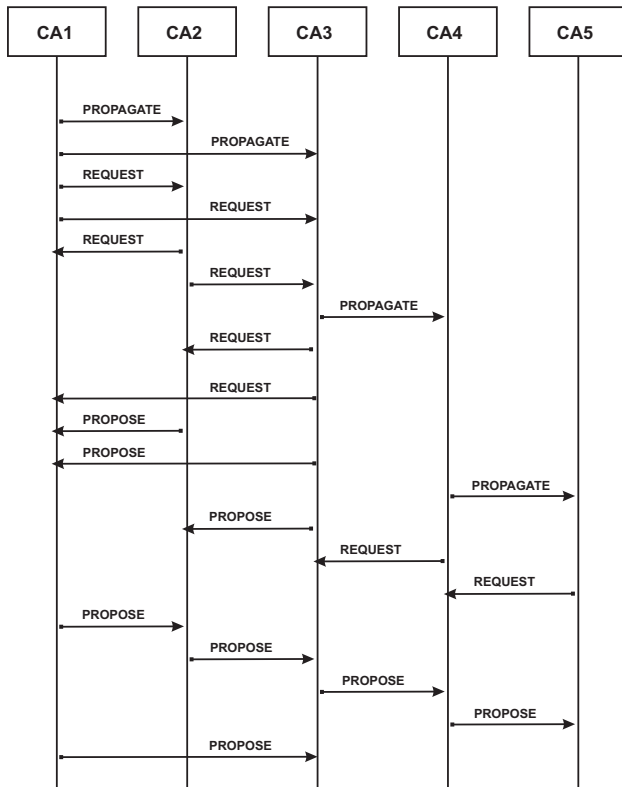 CA1 CA2 CA3 CA4 CA5
PROPAGATE
PROPAGATE
REQUEST
REQUEST
REQUEST
REQUEST
PROPAGATE
REQUEST
REQUEST
PROPOSE
PROPOSE
PROPAGATE
PROPOSE
REQUEST
REQUEST
PROPOSE
PROPOSE
PROPOSE
PROPOSE
PROPOSE